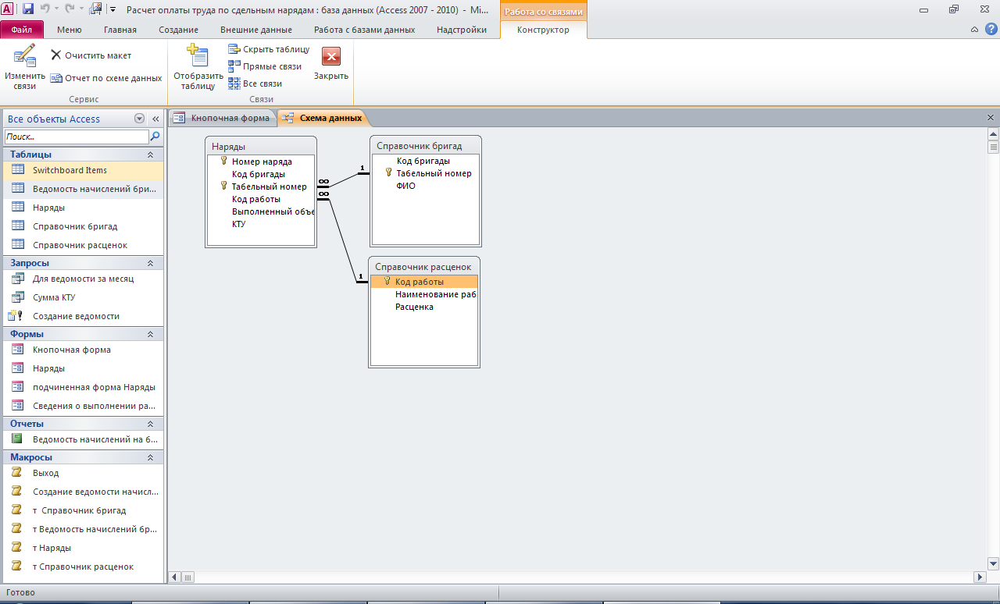 Расчет оплаты труда по сдельным нарядам : база данных (Access 2007 - 2010) - Mi...
Работа со связями
Файл Меню Главная Создание Внешние данные Работа с базами данных Надстройки Конструктор
Изменить связи
Очистить макет
Отчет по схеме данных
Сервис
Отобразить таблицу
Скрыть таблицу
Прямые связи
Все связи
Закрыть
Связи
Все объекты Access
Поиск...
Таблицы
Switchboard Items
Ведомость начислений бри...
Наряды
Справочник бригад
Справочник расценок
Запросы
Для ведомости за месяц
Сумма КТУ
Создание ведомости
Формы
Кнопочная форма
Наряды
подчиненная форма Наряды
Сведения о выполнении ра...
Отчеты
Ведомость начислений на б...
Макросы
Выход
Создание ведомости начисл...
т Справочник бригад
т Ведомость начислений бр...
т Наряды
т Справочник расценок
Кнопочная форма
Схема данных
Наряды
Номер наряда
Код бригады
Табельный номер
Код работы
Выполненный объе
КТУ
∞
∞
1
1
Справочник бригад
Код бригады
Табельный номер
ФИО
Справочник расценок
Код работы
Наименование раб
Расценка
Готово